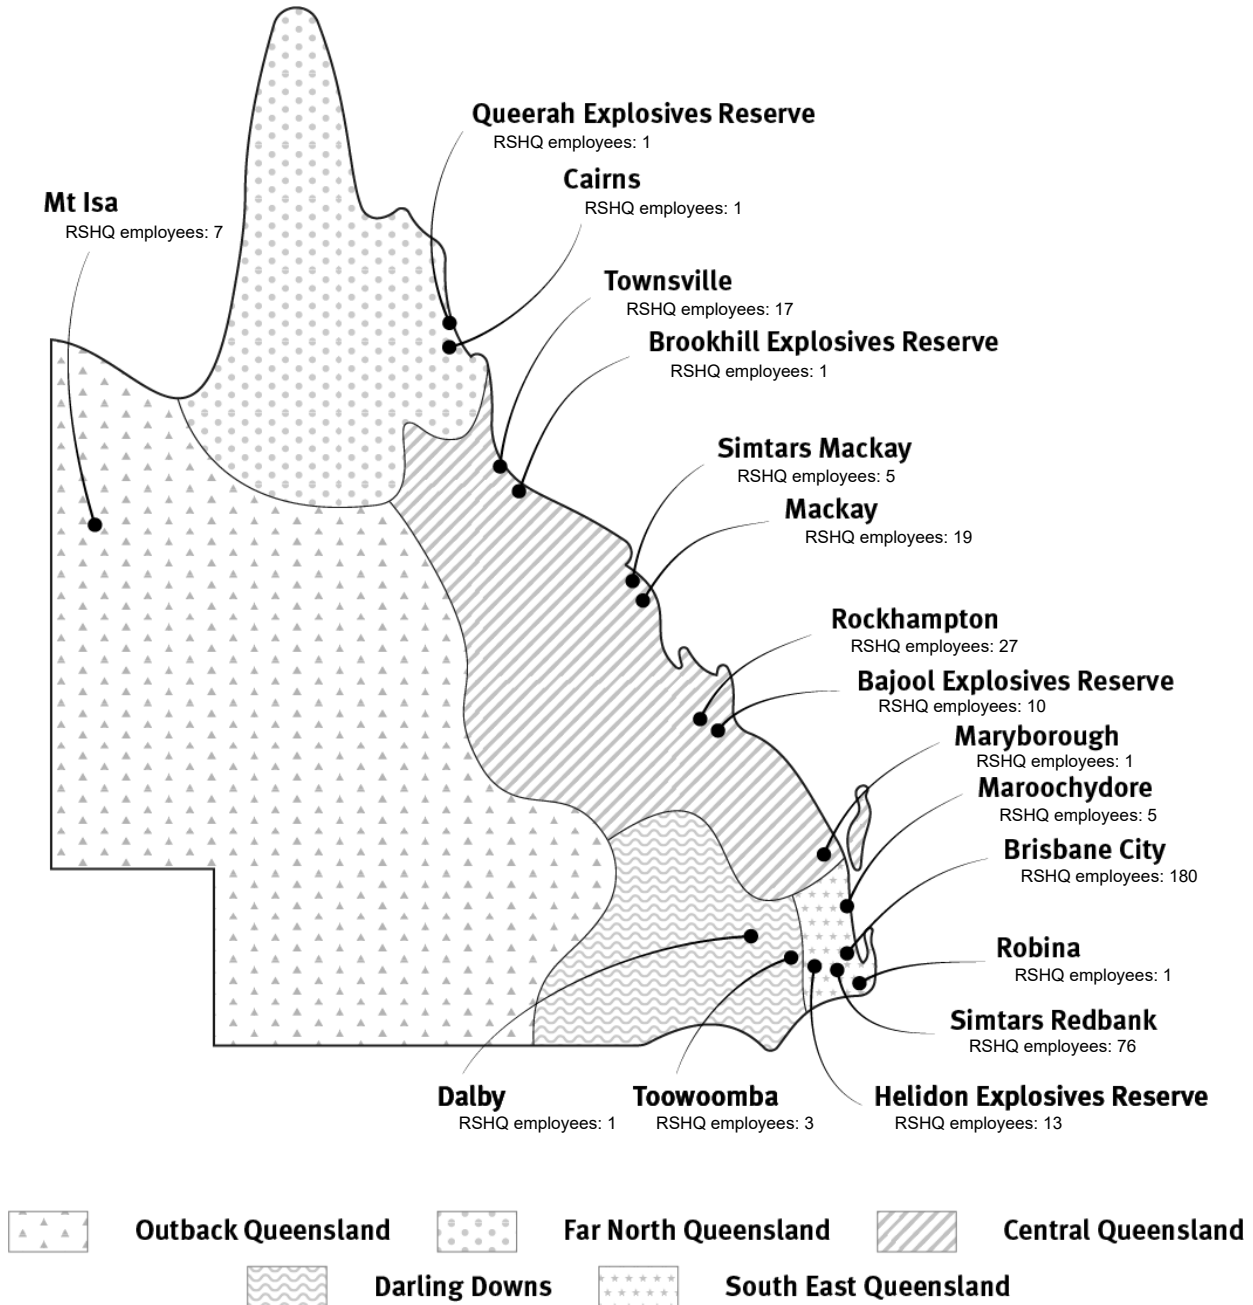 Queerah Explosives Reserve
RSHQ employees: 1
Cairns
RSHQ employees: 1
Mt Isa
RSHQ employees: 7
Townsville
RSHQ employees: 17
Brookhill Explosives Reserve
RSHQ employees: 1
Simtars Mackay
RSHQ employees: 5
Mackay
RSHQ employees: 19
Rockhampton
RSHQ employees: 27
Bajool Explosives Reserve
RSHQ employees: 10
Maryborough
RSHQ employees: 1
Maroochydore
RSHQ employees: 5
Brisbane City
RSHQ employees: 180
Robina
RSHQ employees: 1
Simtars Redbank
RSHQ employees: 76
Dalby
RSHQ employees: 1
Toowoomba
RSHQ employees: 3
Helidon Explosives Reserve
RSHQ employees: 13
Outback Queensland
Far North Queensland
Central Queensland
Darling Downs
South East Queensland